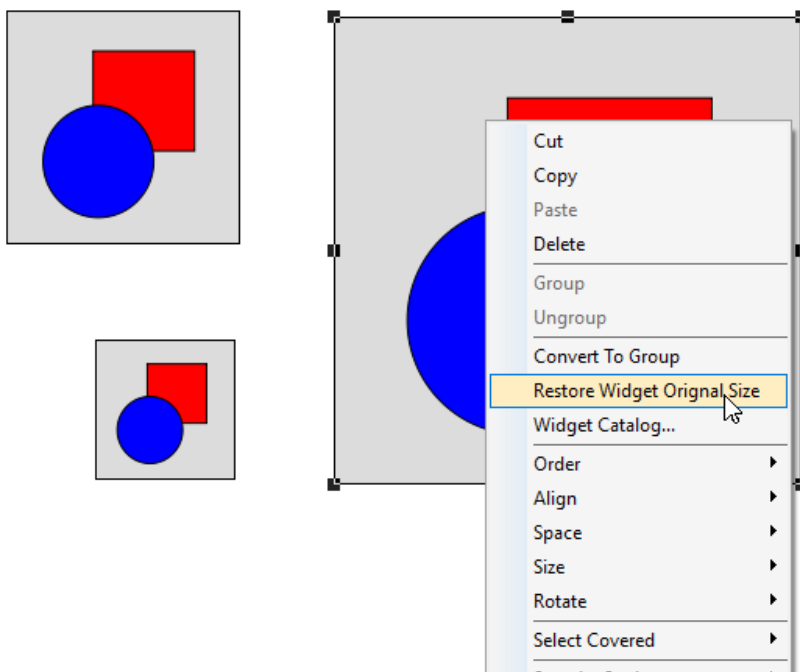 Cut
Copy
Paste
Delete
Group
Ungroup
Convert To Group
Restore Widget Orignal Size
Widget Catalog...
Order
Align
Space
Size
Rotate
Select Covered